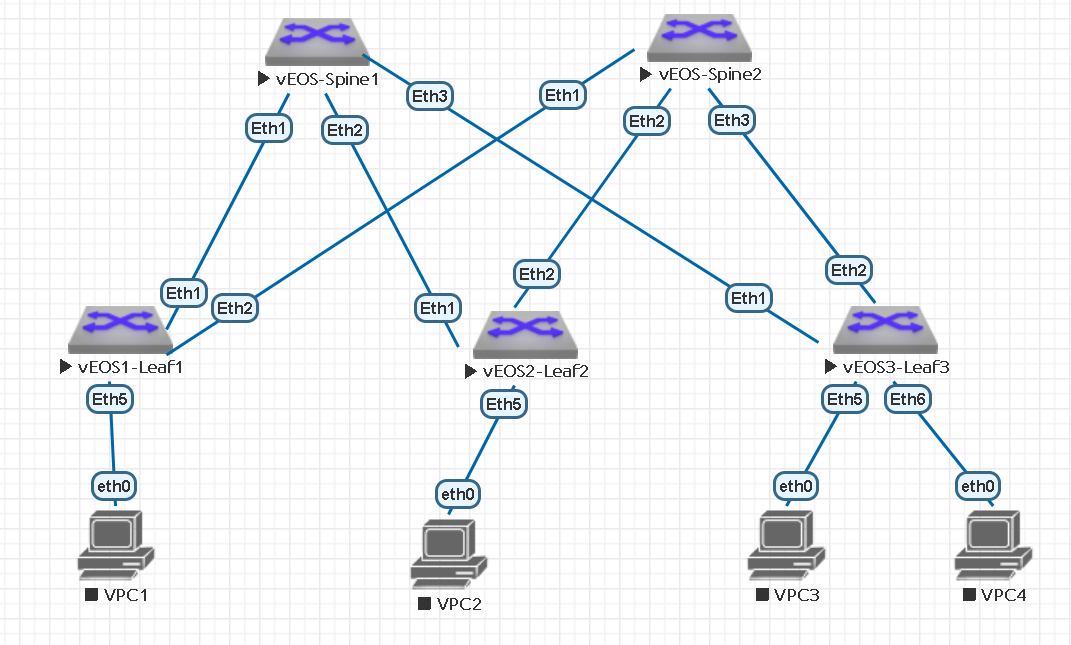 vEOS-Spine1
vEOS-Spine2
Eth3
Eth1
Eth1
Eth2
Eth2
Eth3
Eth1
Eth2
Eth2
Eth1
Eth1
Eth2
vEOS1-Leaf1
vEOS2-Leaf2
vEOS3-Leaf3
Eth5
Eth5
Eth5
Eth6
eth0
eth0
eth0
eth0
VPC1
VPC2
VPC3
VPC4